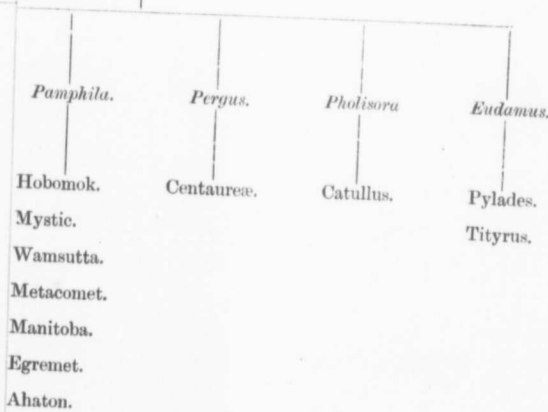 Pamphila. Pergus. Pholisora Eudamus.
Hobomok. Centaureæ. Catullus. Pylades.
Mystic. Tityrus.
Wamsutta.
Metacomet.
Manitoba.
Egremet.
Ahaton.